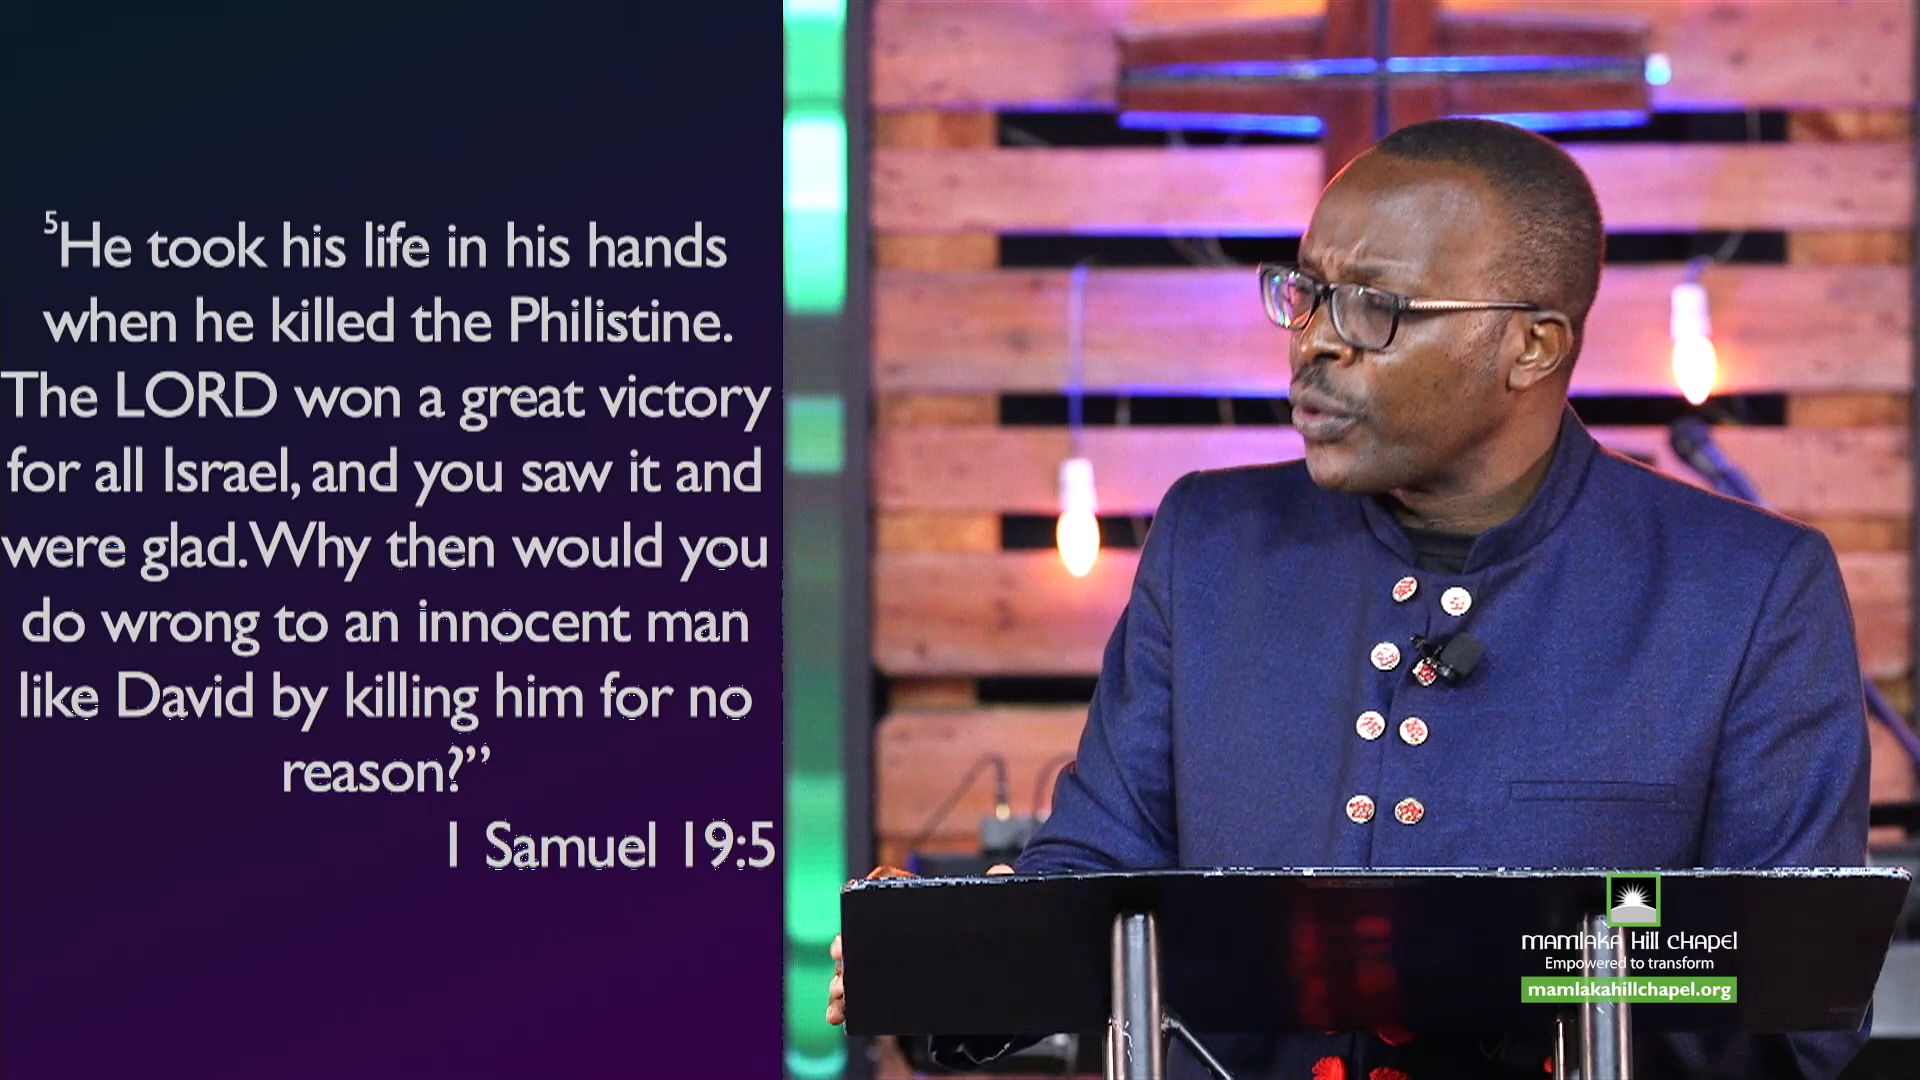 ⁵He took his life in his hands
when he killed the Philistine.
The LORD won a great victory
for all Israel, and you saw it and
were glad. Why then would you
do wrong to an innocent man
like David by killing him for no
reason?”
1 Samuel 19:5
mamlaka hill chapel
Empowered to transform
mamlakahillchapel.org